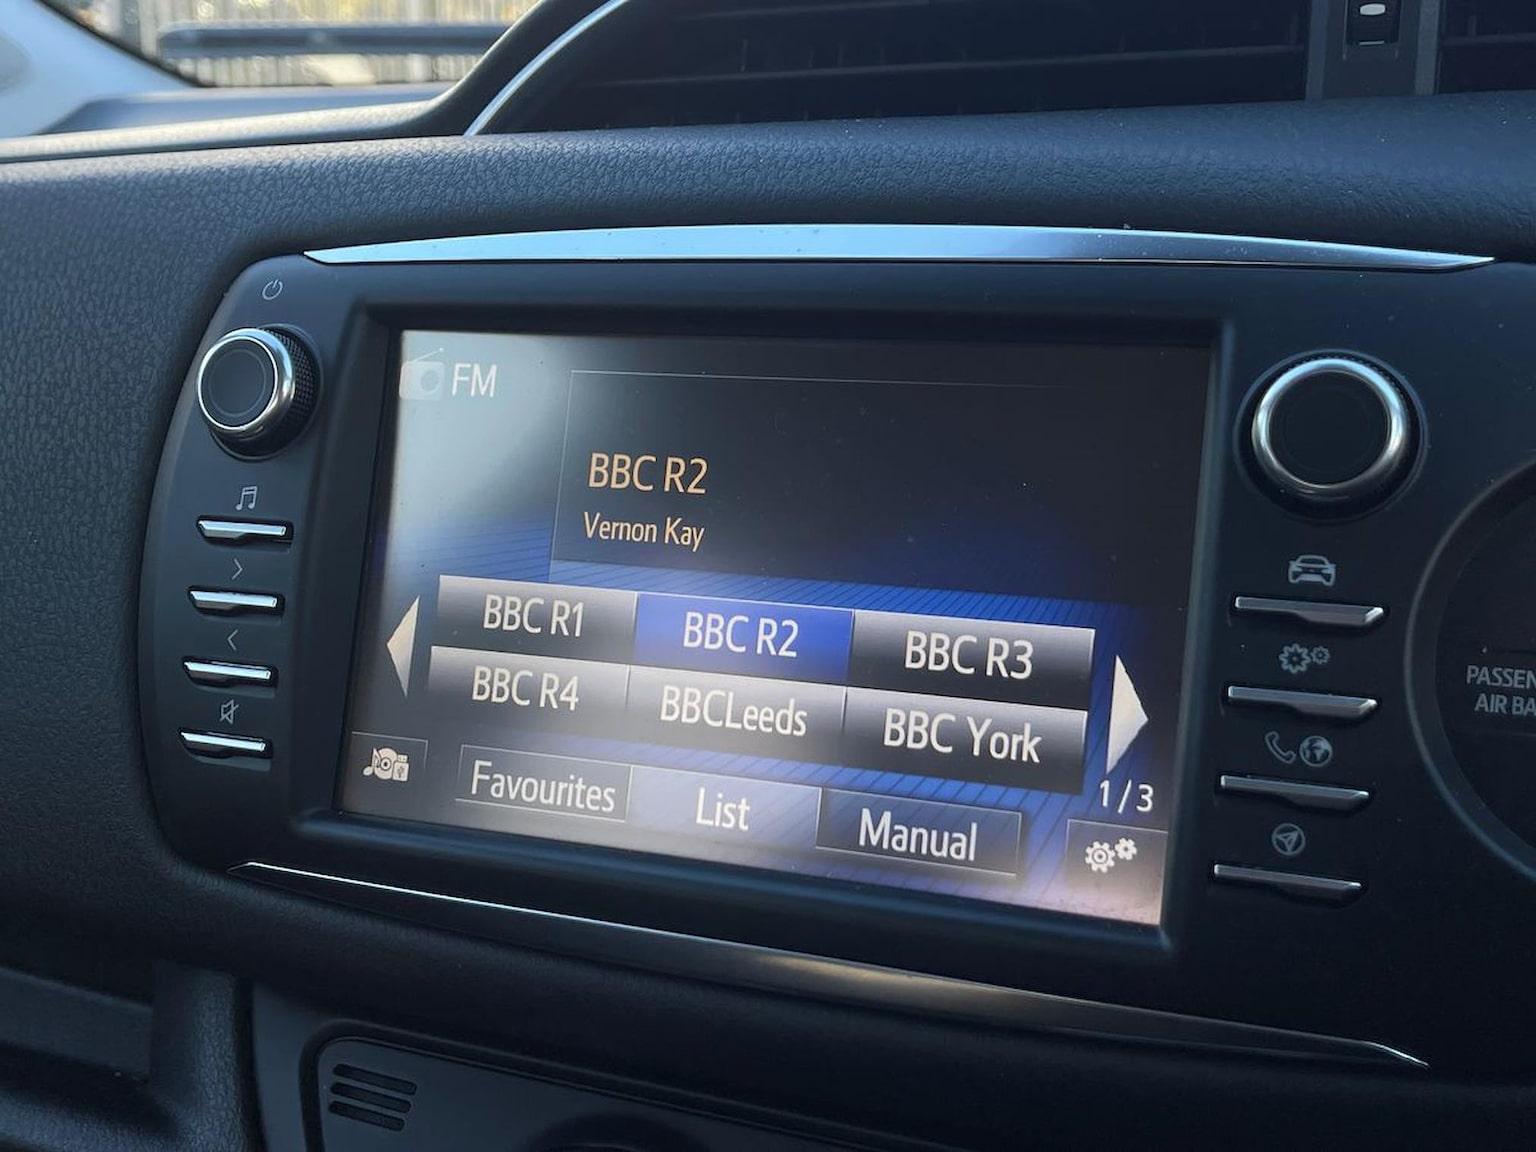 FM
BBC R2
Vernon Kay
BBC R1
BBC R2
BBC R3
BBC R4
BBCLeeds
BBC York
1/3
Favourites
List
Manual
PASSEN
AIR BA